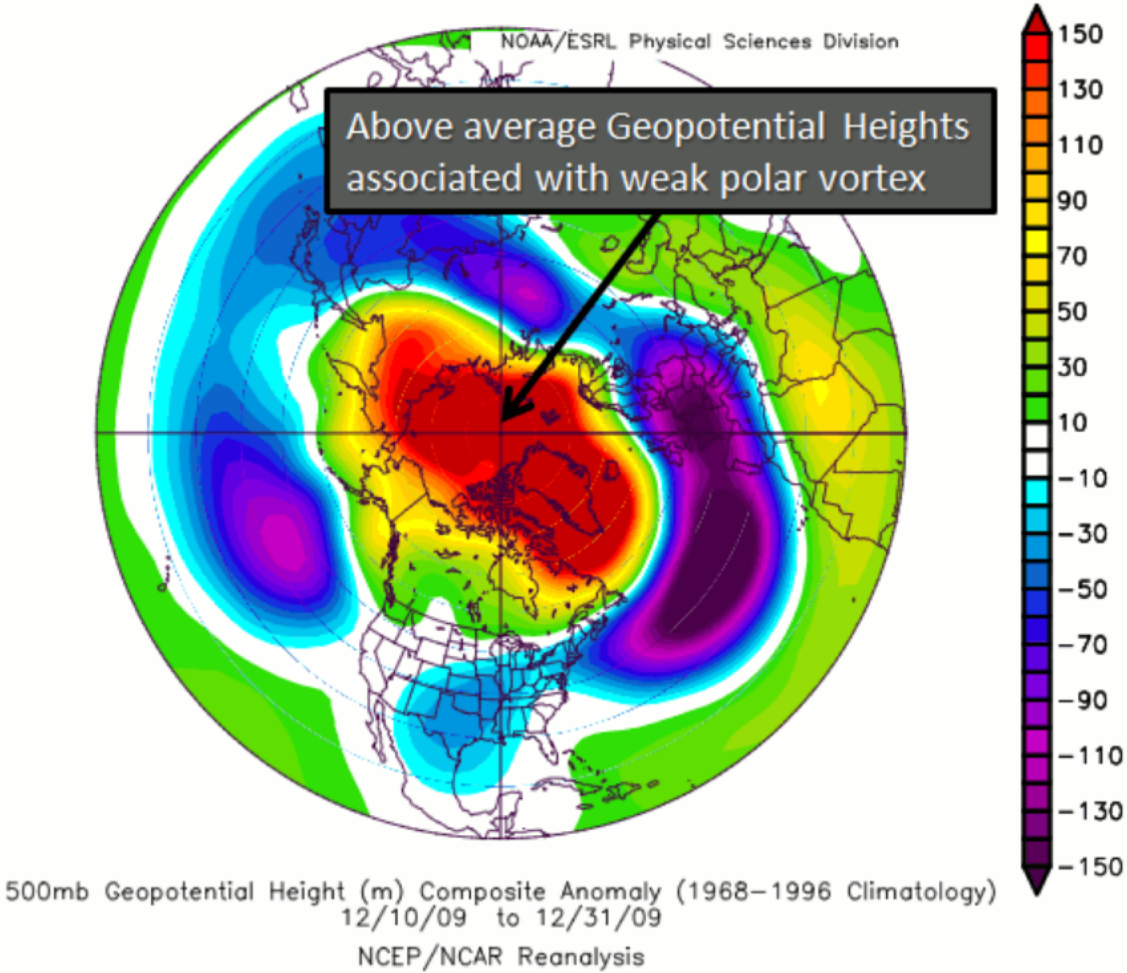 NOAA/ESRL Physical Sciences Division
Above average Geopotential Heights
associated with weak polar vortex
150
130
110
90
70
50
30
10
-10
-30
-50
-70
-90
-110
-130
-150
500mb Geopotential Height (m) Composite Anomaly (1968-1996 Climatology)
12/10/09 to 12/31/09
NCEP/NCAR Reanalysis